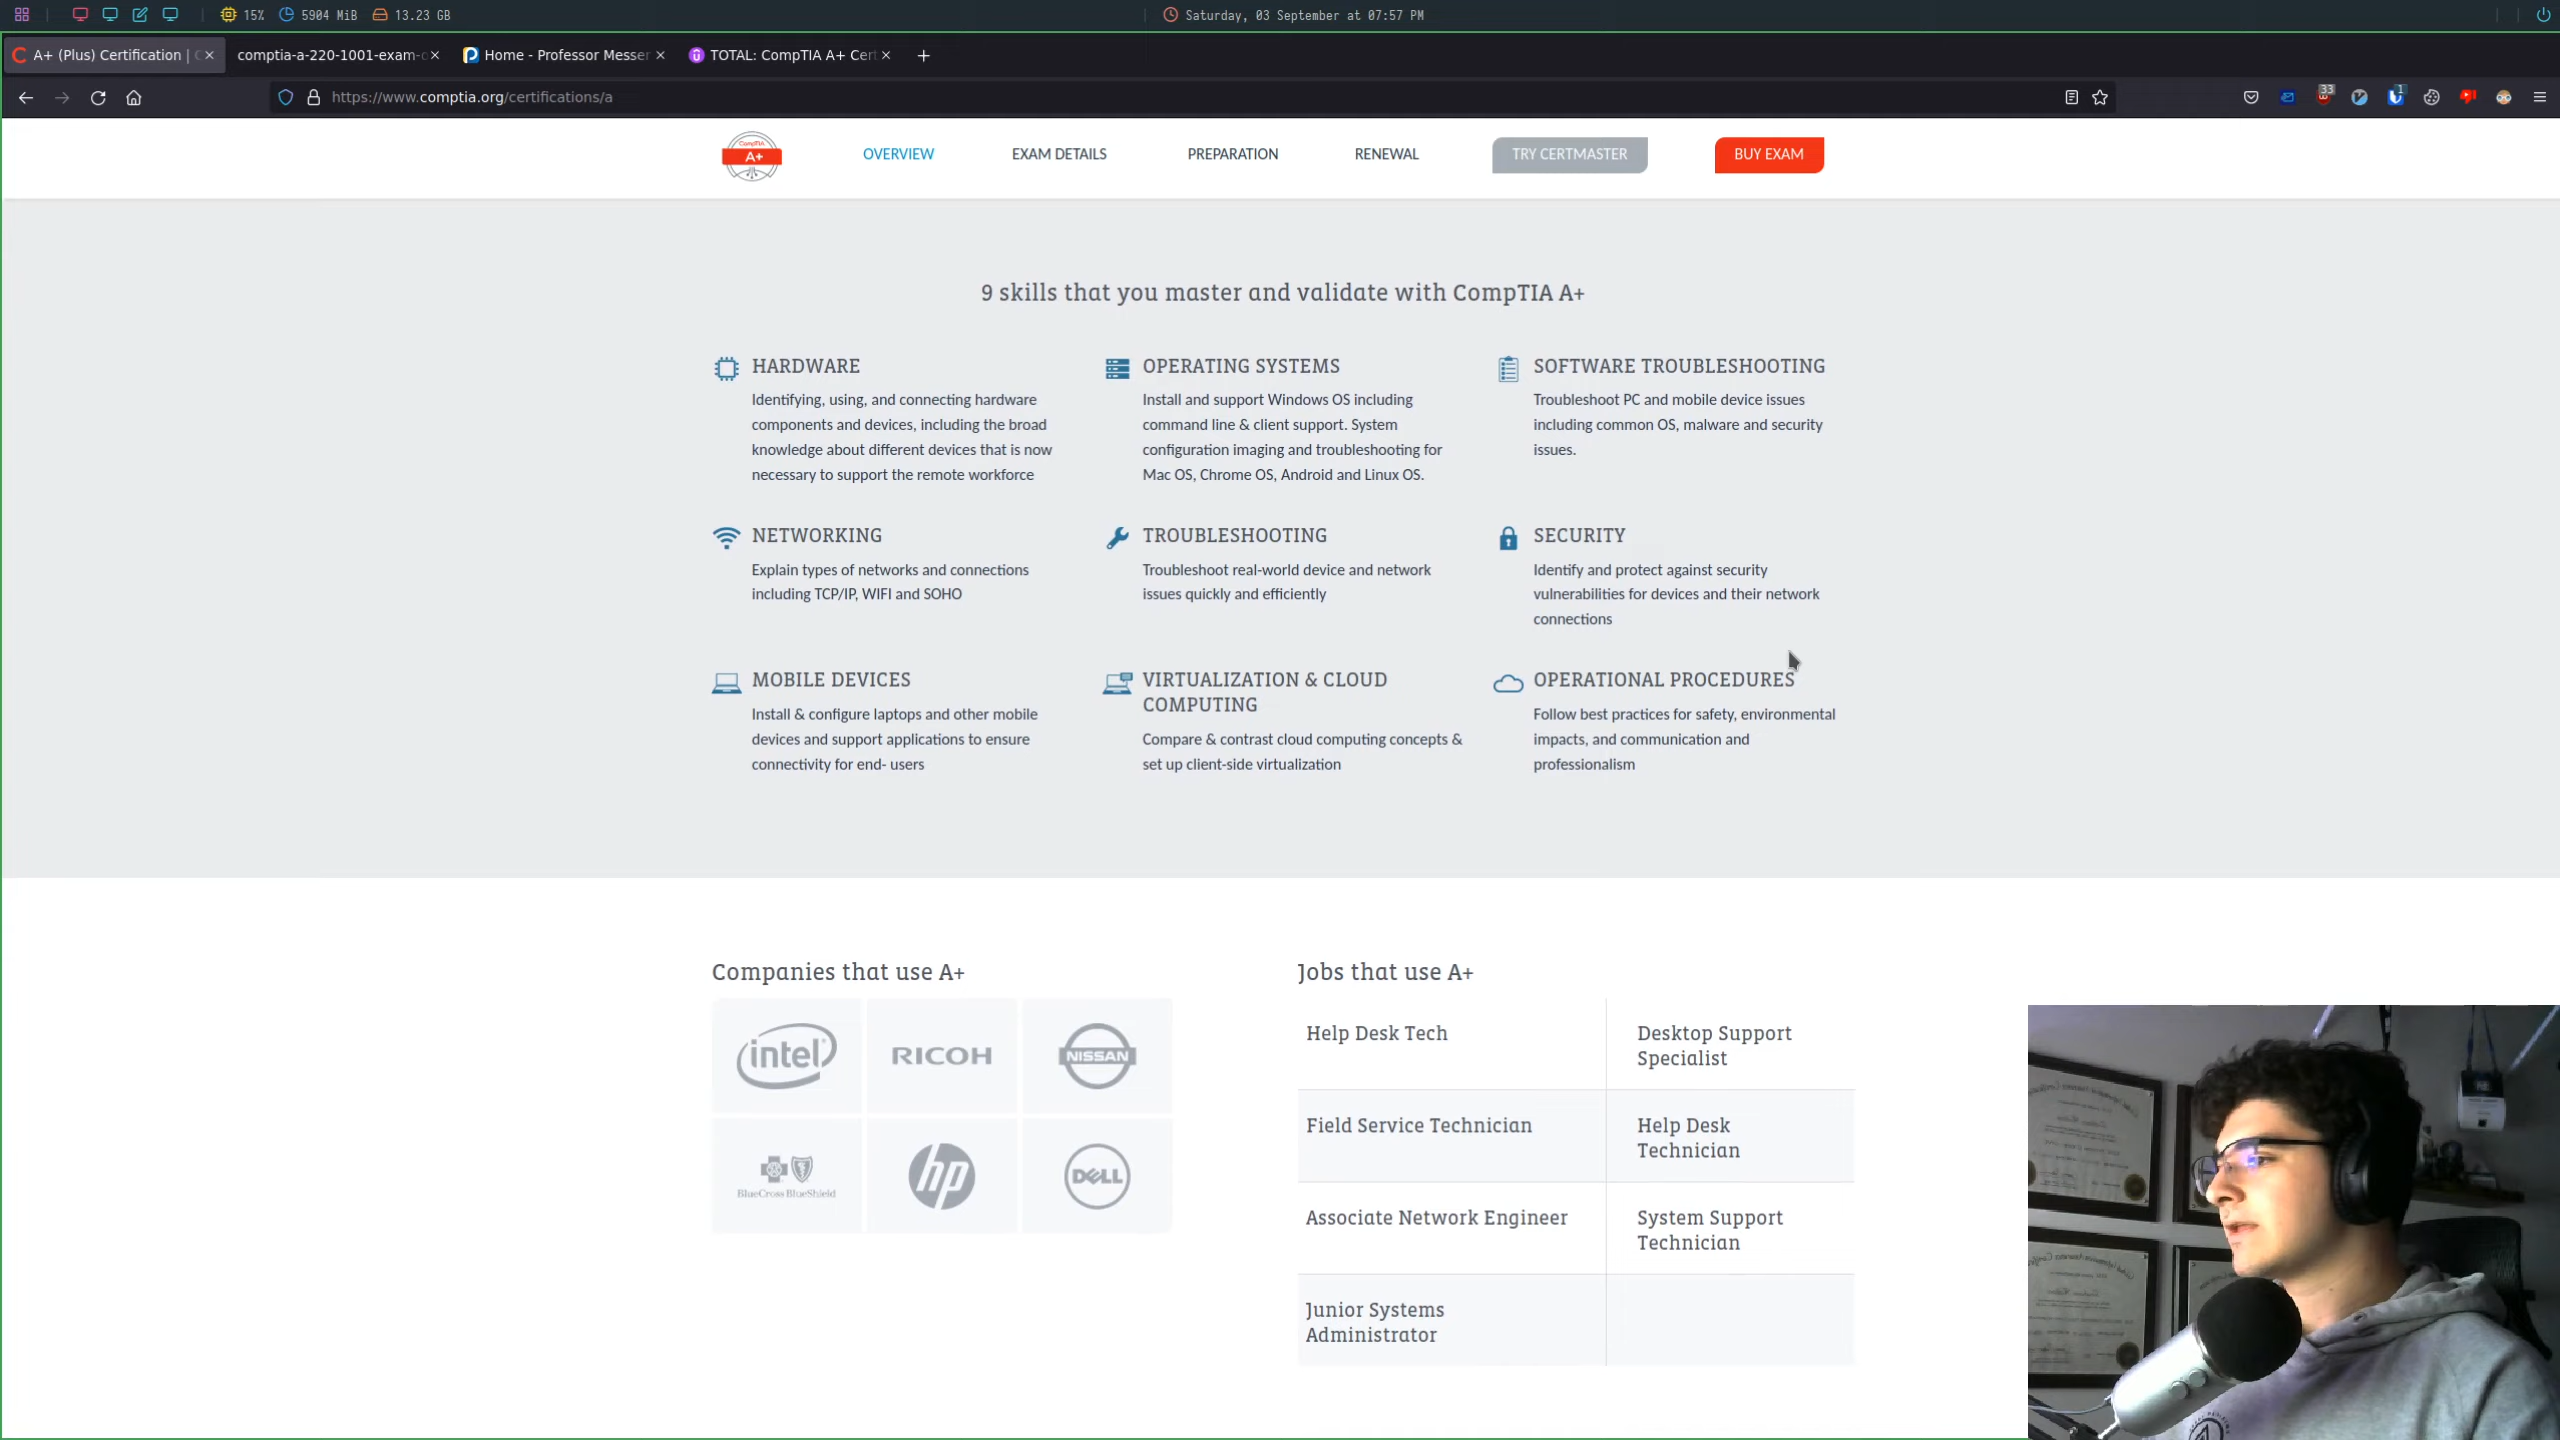 15% 5904 MiB 13.23 GB
Saturday, 03 September at 07:57 PM
A+ (Plus) Certification |
comptia-a-220-1001-exam-
Home - Professor Messer
TOTAL: CompTIA A+ Cert
https://www.comptia.org/certifications/a
33
1
CompTIA
A+
OVERVIEW
EXAM DETAILS
PREPARATION
RENEWAL
TRY CERTMASTER
BUY EXAM
9 skills that you master and validate with CompTIA A+
HARDWARE
Identifying, using, and connecting hardware
components and devices, including the broad
knowledge about different devices that is now
necessary to support the remote workforce
OPERATING SYSTEMS
Install and support Windows OS including
command line & client support. System
configuration imaging and troubleshooting for
Mac OS, Chrome OS, Android and Linux OS.
SOFTWARE TROUBLESHOOTING
Troubleshoot PC and mobile device issues
including common OS, malware and security
issues.
NETWORKING
Explain types of networks and connections
including TCP/IP, WIFI and SOHO
TROUBLESHOOTING
Troubleshoot real-world device and network
issues quickly and efficiently
SECURITY
Identify and protect against security
vulnerabilities for devices and their network
connections
MOBILE DEVICES
Install & configure laptops and other mobile
devices and support applications to ensure
connectivity for end- users
VIRTUALIZATION & CLOUD
COMPUTING
Compare & contrast cloud computing concepts &
set up client-side virtualization
OPERATIONAL PROCEDURES
Follow best practices for safety, environmental
impacts, and communication and
professionalism
Companies that use A+
intel
RICOH
NISSAN
BlueCross BlueShield
hp
DELL
Jobs that use A+
Help Desk Tech
Desktop Support
Specialist
Field Service Technician
Help Desk
Technician
Associate Network Engineer
System Support
Technician
Junior Systems
Administrator